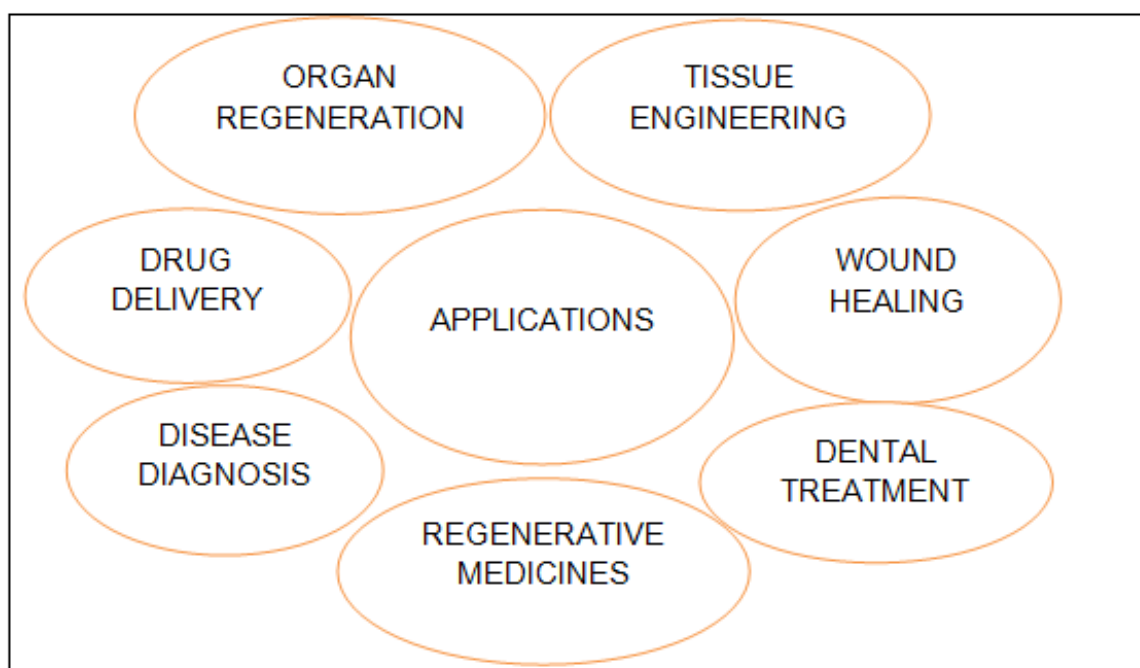 ORGAN
REGENERATION
TISSUE
ENGINEERING
DRUG
DELIVERY
APPLICATIONS
WOUND
HEALING
DISEASE
DIAGNOSIS
DENTAL
TREATMENT
REGENERATIVE
MEDICINES